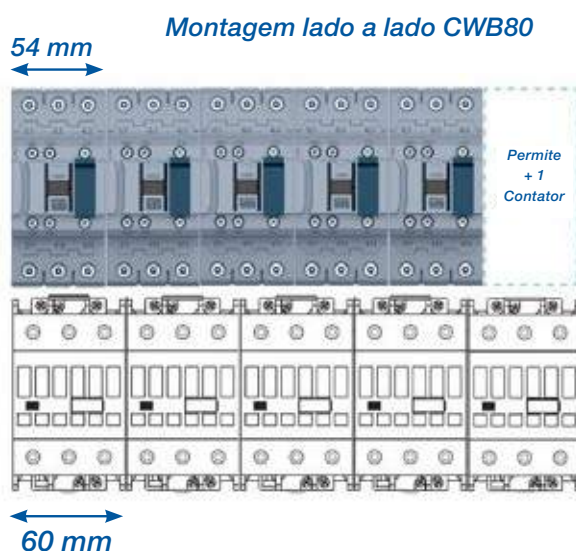 Montagem lado a lado CWB80
54 mm
Permite
+ 1
Contator
60 mm